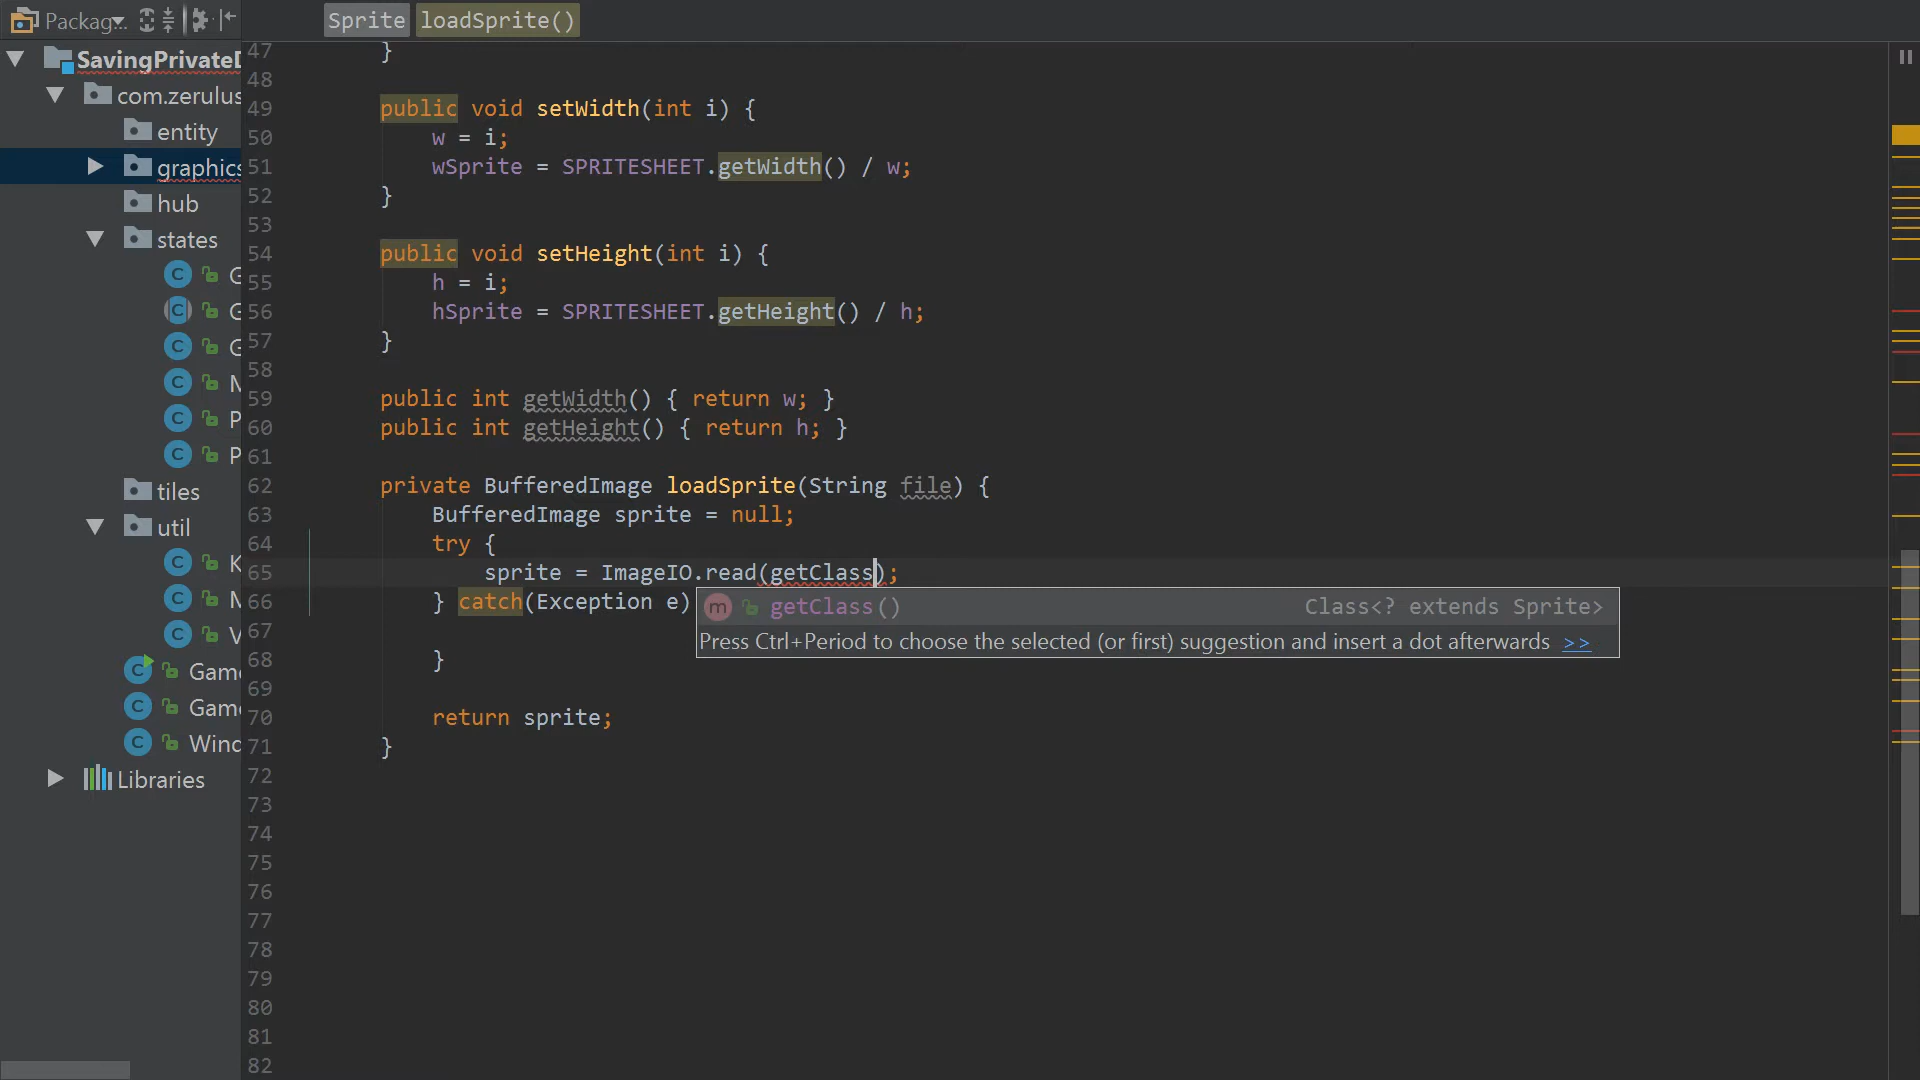 Packag...
Sprite loadSprite()
SavingPrivateD
com.zerulus
entity
graphics
hub
states
C G
C G
C G
C M
C P
C P
tiles
util
C K
C M
C V
C Game
C Game
C Wind
Libraries
47 }
48
49 public void setWidth(int i) {
50 w = i;
51 wSprite = SPRITESHEET.getWidth() / w;
52 }
53
54 public void setHeight(int i) {
55 h = i;
56 hSprite = SPRITESHEET.getHeight() / h;
57 }
58
59 public int getWidth() { return w; }
60 public int getHeight() { return h; }
61
62 private BufferedImage loadSprite(String file) {
63 BufferedImage sprite = null;
64 try {
65 sprite = ImageIO.read(getClass);
66 } catch(Exception e)
m getClass() Class<? extends Sprite>
Press Ctrl+Period to choose the selected (or first) suggestion and insert a dot afterwards >>
67
68 }
69
70 return sprite;
71 }
72
73
74
75
76
77
78
79
80
81
82